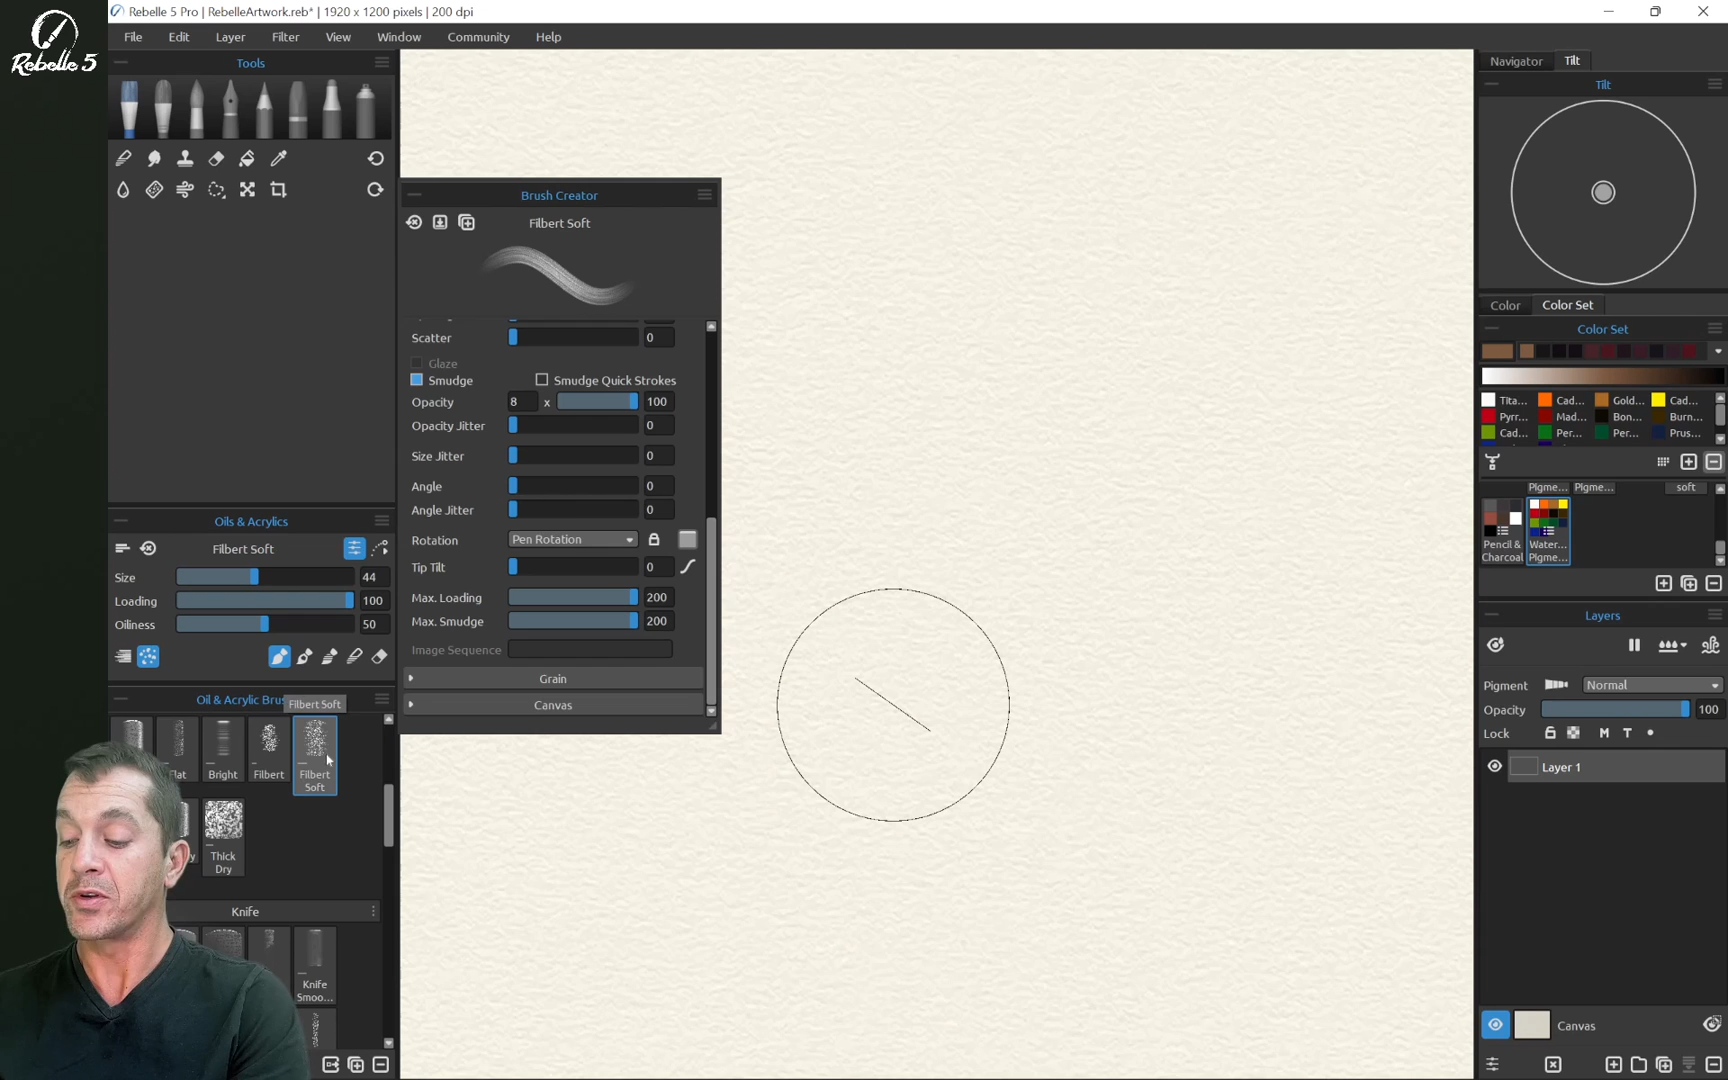 Rebelle 5 Pro | RebelleArtwork.reb* | 1920 x 1200 pixels | 200 dpi
Rebelle 5
File Edit Layer Filter View Window Community Help
Tools
Brush Creator
Filbert Soft
Scatter 0
Glaze
Smudge Smudge Quick Strokes
Opacity 8 x 100
Opacity Jitter 0
Size Jitter 0
Angle 0
Angle Jitter 0
Rotation Pen Rotation
Tip Tilt 0
Max. Loading 200
Max. Smudge 200
Image Sequence
Grain
Canvas
Oils & Acrylics
Filbert Soft
Size 44
Loading 100
Oiliness 50
Oil & Acrylic Bru
Filbert Soft
Bright Filbert Filbert
Soft
Thick
Dry
Knife
Knife
Smoo...
Navigator Tilt
Tilt
Color Color Set
Color Set
Tita... Cad... Gold... Cad...
Pyrr... Mad... Bon... Burn...
Cad... Per... Per... Prus...
Pigme... Pigme... soft
Pencil & Water...
Charcoal Pigme...
Layers
Pigment Normal
Opacity 100
Lock M T
Layer 1
Canvas